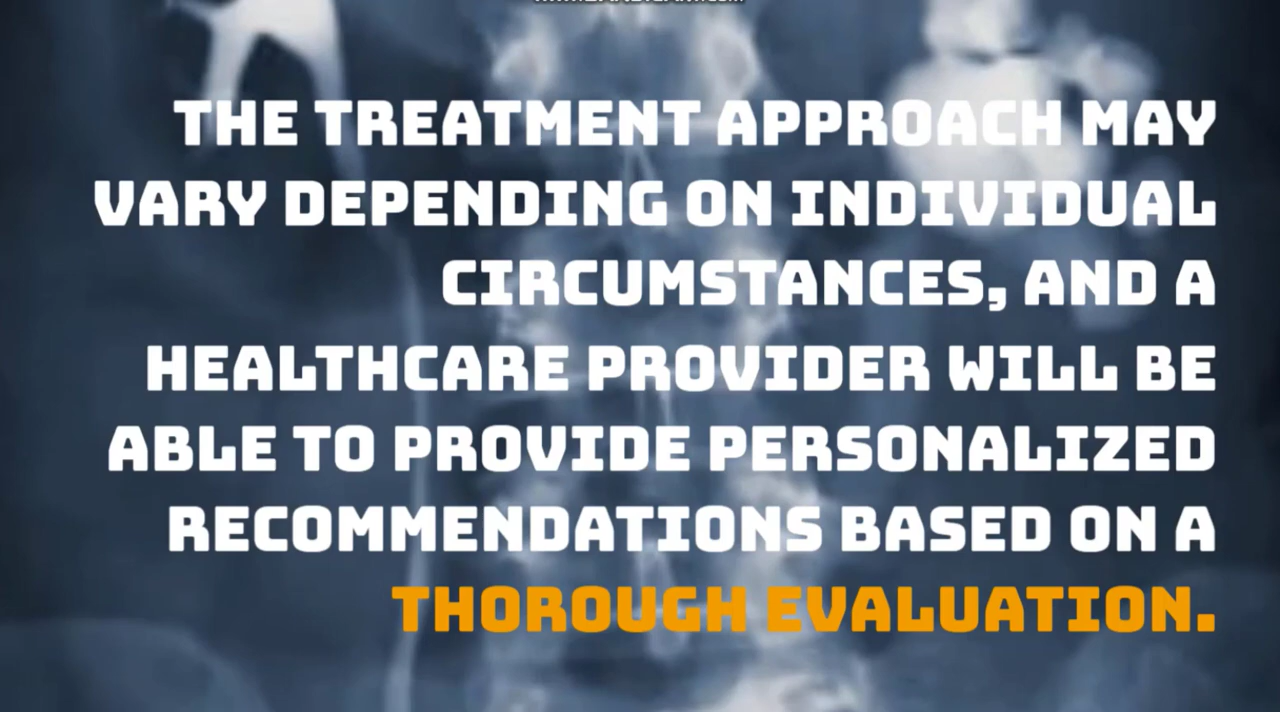 THE TREATMENT APPROACH MAY
VARY DEPENDING ON INDIVIDUAL
CIRCUMSTANCES, AND A
HEALTHCARE PROVIDER WILL BE
ABLE TO PROVIDE PERSONALIZED
RECOMMENDATIONS BASED ON A
THOROUGH EVALUATION.